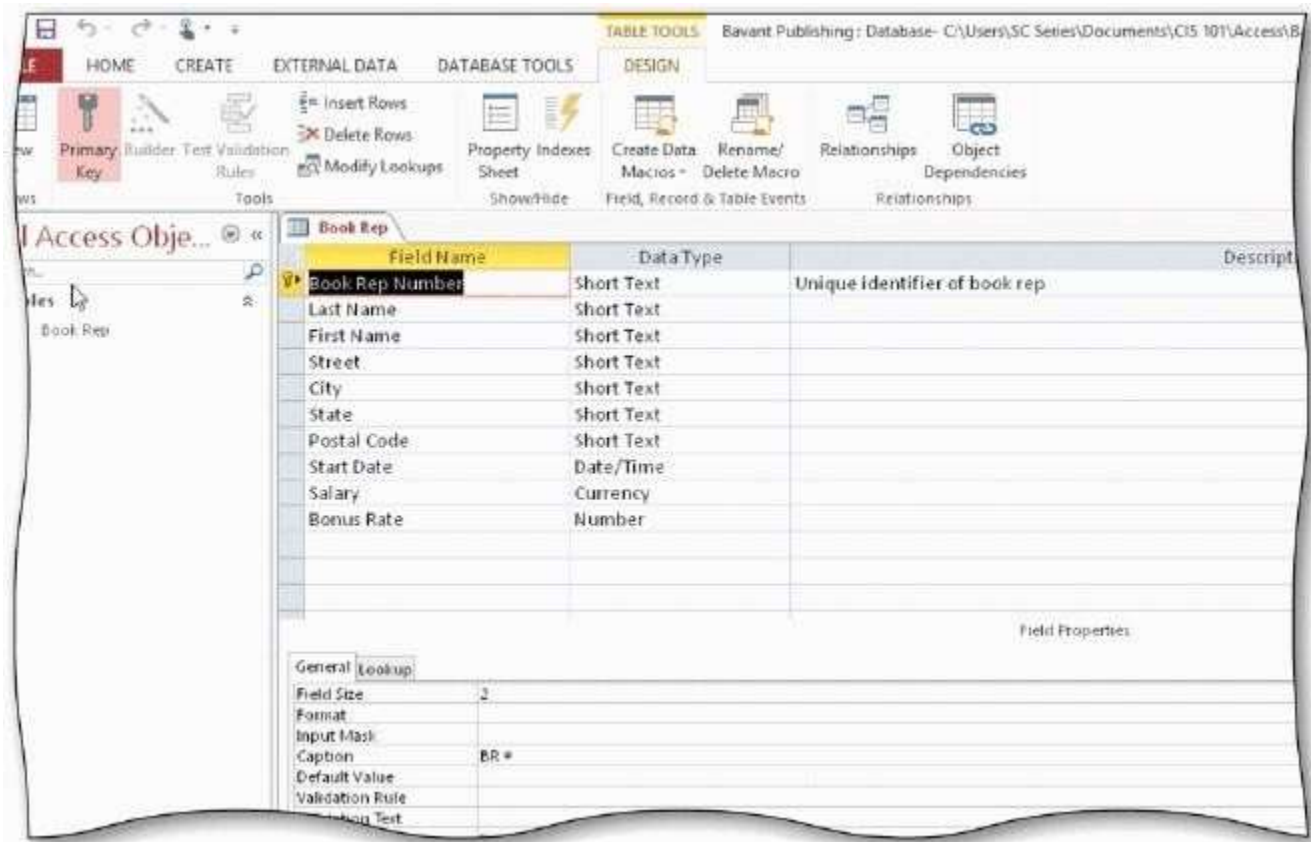 TABLE TOOLS Bavant Publishing : Database- C:\Users\SC Series\Documents\CIS 101\Access\Ba
LE HOME CREATE EXTERNAL DATA DATABASE TOOLS DESIGN
ew
Primary Key
Builder
Test Validation Rules
Insert Rows
Delete Rows
Modify Lookups
Property Sheet
Indexes
Create Data Macros
Rename/ Delete Macro
Relationships
Object Dependencies
ws Tools Show/Hide Field, Record & Table Events Relationships
l Access Obje... « Book Rep
Field Name Data Type Descript
Book Rep Number Short Text Unique identifier of book rep
bles
Last Name Short Text
Book Rep
First Name Short Text
Street Short Text
City Short Text
State Short Text
Postal Code Short Text
Start Date Date/Time
Salary Currency
Bonus Rate Number
Field Properties
General Lookup
Field Size 2
Format
Input Mask
Caption BR #
Default Value
Validation Rule
Text